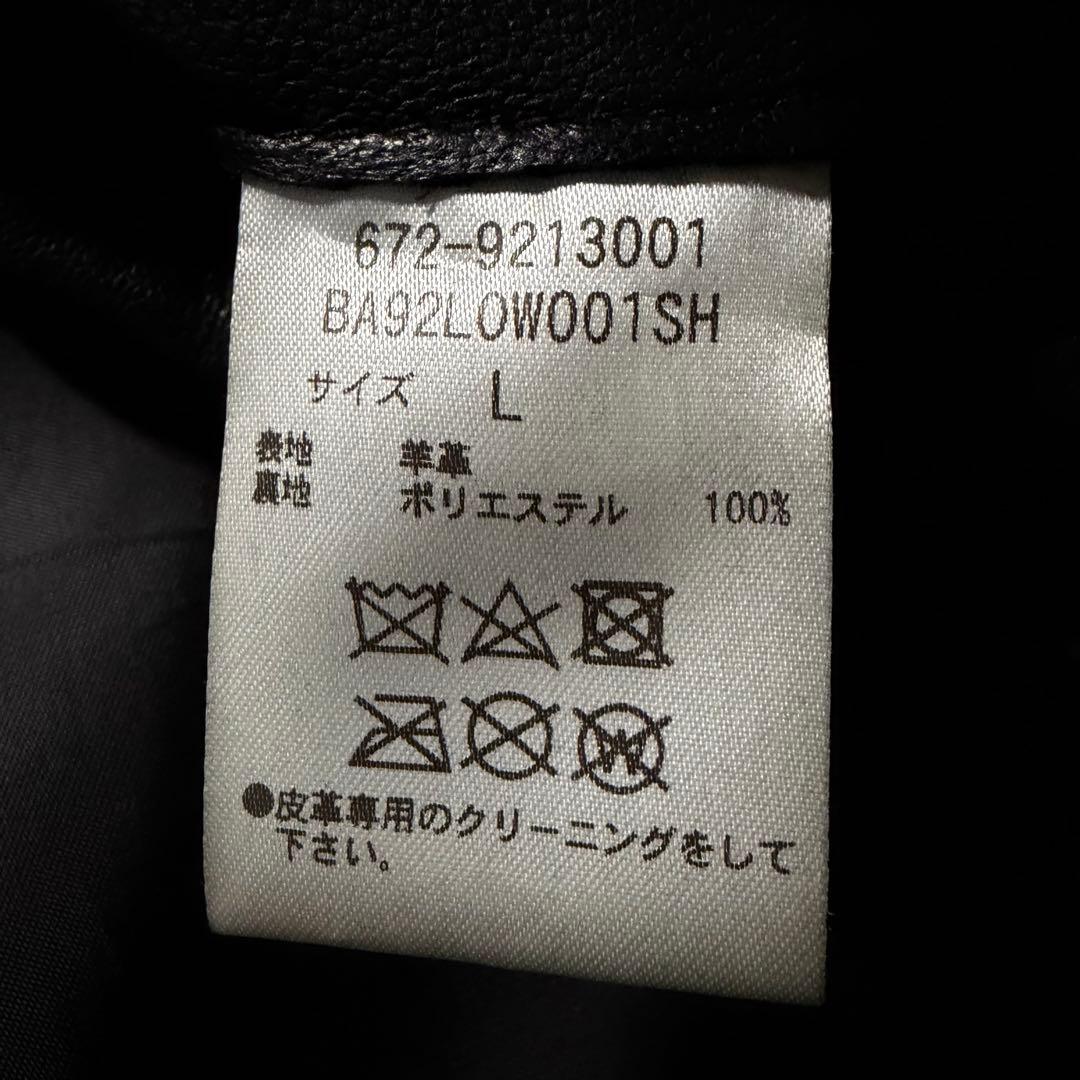 672-9213001
BA92LOW001SH
サイズ L
表地 羊革
裏地 ポリエステル 100%
W
●皮革専用のクリーニングをして
下さい。